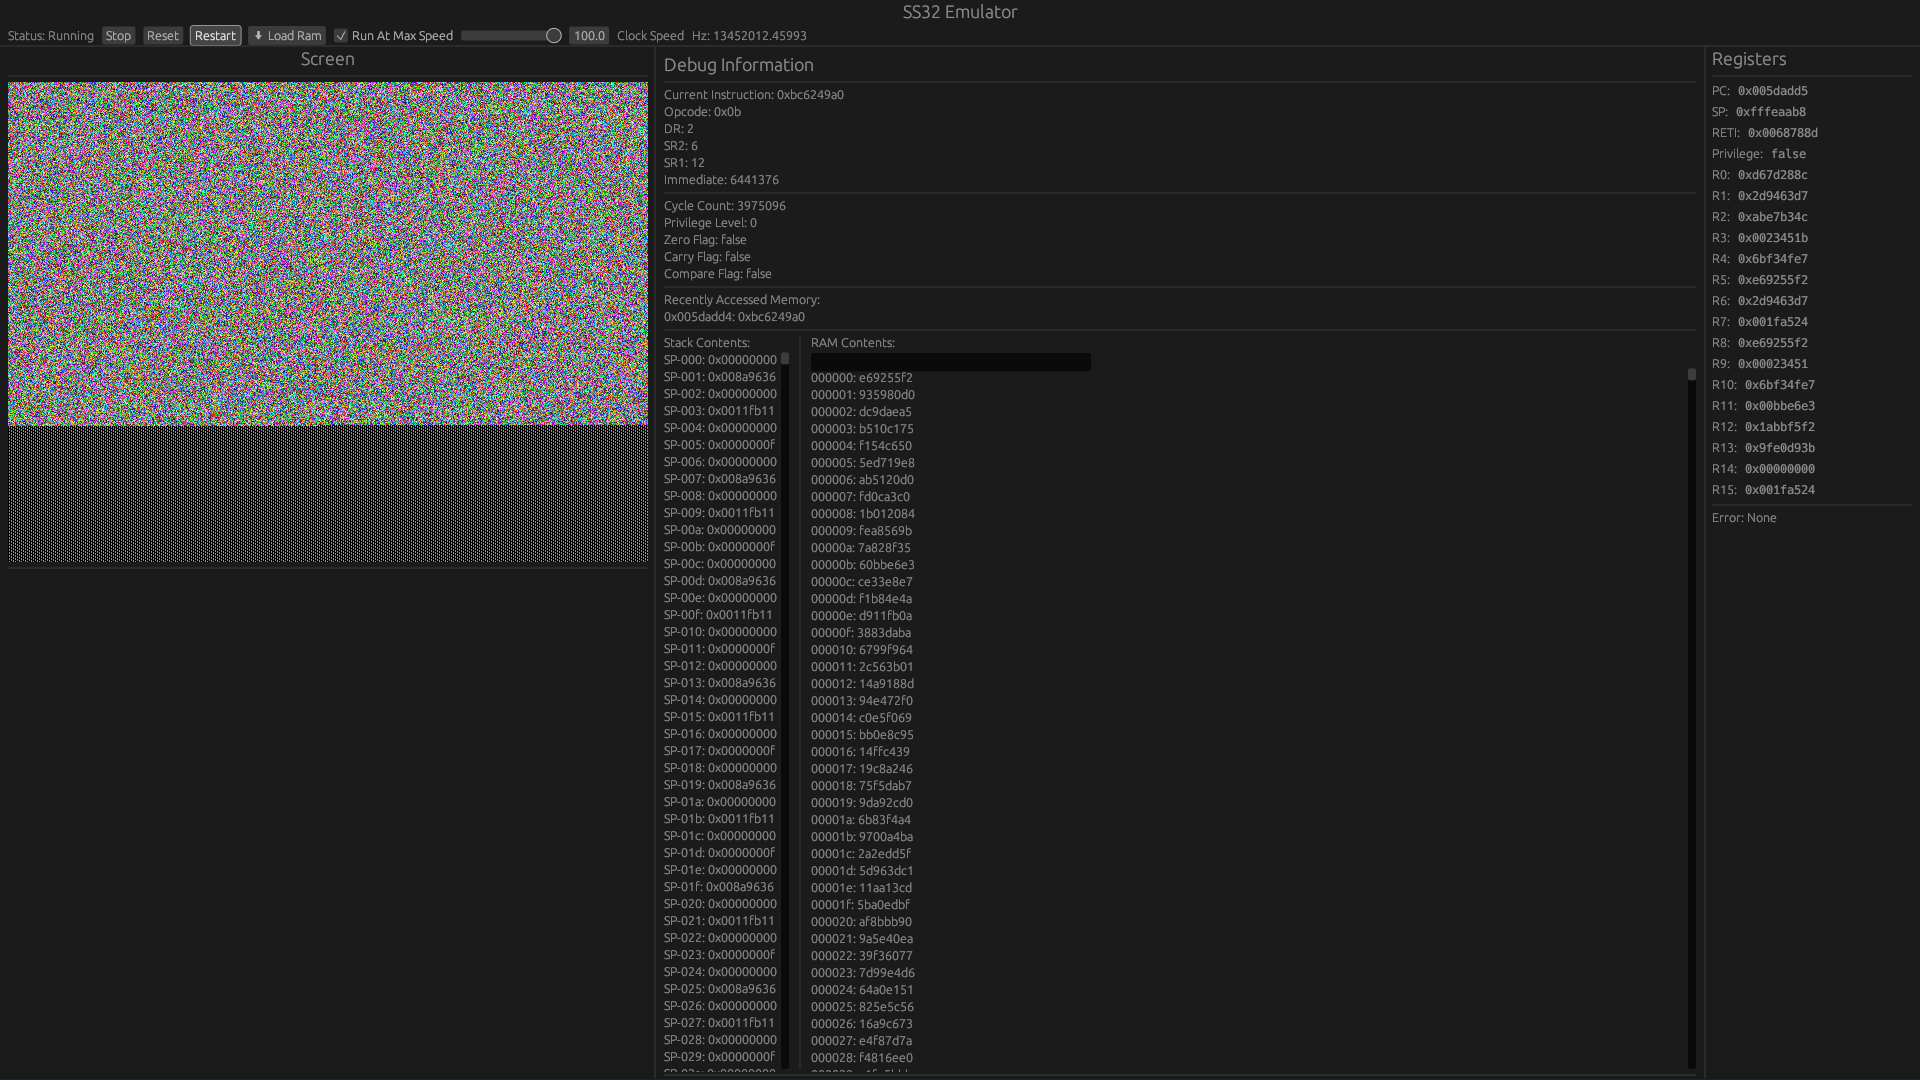 SS32 Emulator
Status: Running Stop Reset Restart Load Ram Run At Max Speed 100.0 Clock Speed Hz: 13452012.45993
Screen
Debug Information
Current Instruction: 0xbc6249a0
Opcode: 0x0b
DR: 2
SR2: 6
SR1: 12
Immediate: 6441376
Cycle Count: 3975096
Privilege Level: 0
Zero Flag: false
Carry Flag: false
Compare Flag: false
Recently Accessed Memory:
0x005dadd4: 0xbc6249a0
Stack Contents:
SP-000: 0x00000000
SP-001: 0x008a9636
SP-002: 0x00000000
SP-003: 0x0011fb11
SP-004: 0x00000000
SP-005: 0x0000000f
SP-006: 0x00000000
SP-007: 0x008a9636
SP-008: 0x00000000
SP-009: 0x0011fb11
SP-00a: 0x00000000
SP-00b: 0x0000000f
SP-00c: 0x00000000
SP-00d: 0x008a9636
SP-00e: 0x00000000
SP-00f: 0x0011fb11
SP-010: 0x00000000
SP-011: 0x0000000f
SP-012: 0x00000000
SP-013: 0x008a9636
SP-014: 0x00000000
SP-015: 0x0011fb11
SP-016: 0x00000000
SP-017: 0x0000000f
SP-018: 0x00000000
SP-019: 0x008a9636
SP-01a: 0x00000000
SP-01b: 0x0011fb11
SP-01c: 0x00000000
SP-01d: 0x0000000f
SP-01e: 0x00000000
SP-01f: 0x008a9636
SP-020: 0x00000000
SP-021: 0x0011fb11
SP-022: 0x00000000
SP-023: 0x0000000f
SP-024: 0x00000000
SP-025: 0x008a9636
SP-026: 0x00000000
SP-027: 0x0011fb11
SP-028: 0x00000000
SP-029: 0x0000000f
RAM Contents:
000000: e69255f2
000001: 935980d0
000002: dc9daea5
000003: b510c175
000004: f154c650
000005: 5ed719e8
000006: ab5120d0
000007: fd0ca3c0
000008: 1b012084
000009: fea8569b
00000a: 7a828f35
00000b: 60bbe6e3
00000c: ce33e8e7
00000d: f1b84e4a
00000e: d911fb0a
00000f: 3883daba
000010: 6799f964
000011: 2c563b01
000012: 14a9188d
000013: 94e472f0
000014: c0e5f069
000015: bb0e8c95
000016: 14ffc439
000017: 19c8a246
000018: 75f5dab7
000019: 9da92cd0
00001a: 6b83f4a4
00001b: 9700a4ba
00001c: 2a2edd5f
00001d: 5d963dc1
00001e: 11aa13cd
00001f: 5ba0edbf
000020: af8bbb90
000021: 9a5e40ea
000022: 39f36077
000023: 7d99e4d6
000024: 64a0e151
000025: 825e5c56
000026: 16a9c673
000027: e4f87d7a
000028: f4816ee0
Registers
PC: 0x005dadd5
SP: 0xfffeaab8
RETI: 0x0068788d
Privilege: false
R0: 0xd67d288c
R1: 0x2d9463d7
R2: 0xabe7b34c
R3: 0x0023451b
R4: 0x6bf34fe7
R5: 0xe69255f2
R6: 0x2d9463d7
R7: 0x001fa524
R8: 0xe69255f2
R9: 0x00023451
R10: 0x6bf34fe7
R11: 0x00bbe6e3
R12: 0x1abbf5f2
R13: 0x9fe0d93b
R14: 0x00000000
R15: 0x001fa524
Error: None